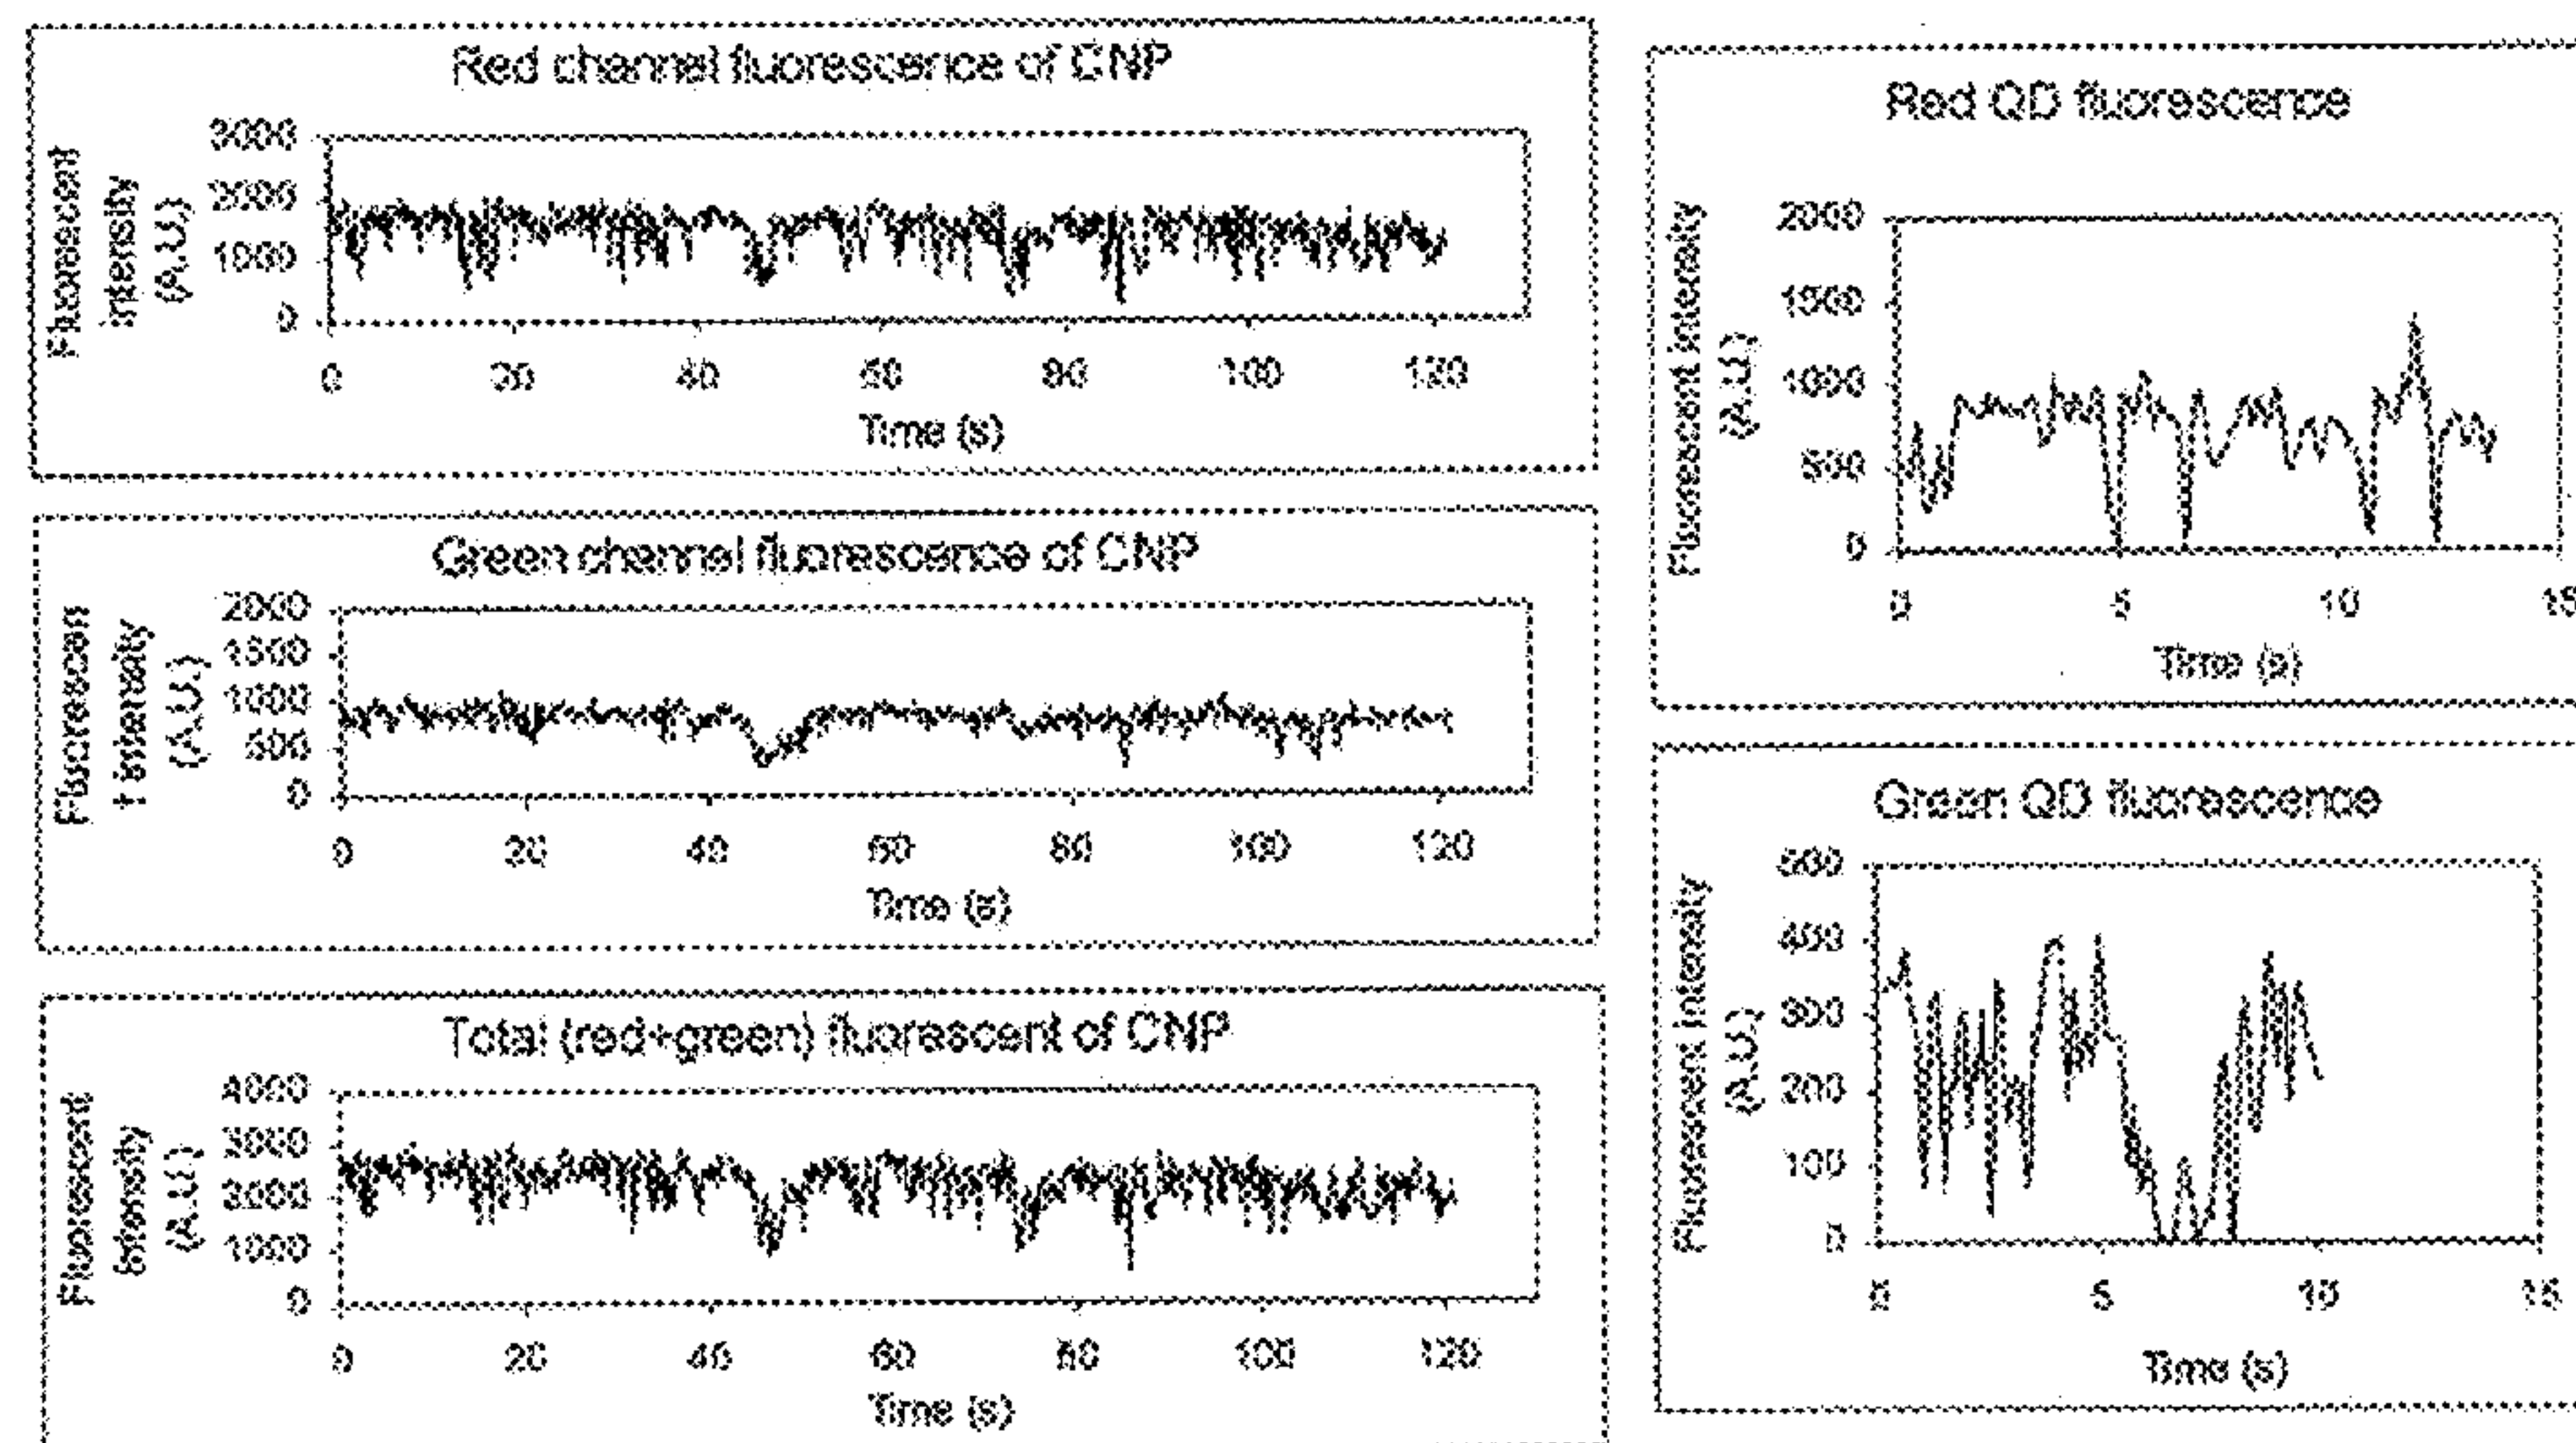 Red channel fluorescence of CNP
Fluorescent
Intensity
(A.U.)
3000
2000
1000
0
0 20 40 60 80 100 120
Time (s)
Green channel fluorescence of CNP
Fluorescen
t intensity
(A.U.)
2000
1500
1000
500
0
0 20 40 60 80 100 120
Time (s)
Total (red+green) fluorescent of CNP
Fluorescent
Intensity
(A.U.)
4000
3000
2000
1000
0
0 20 40 60 80 100 120
Time (s)
Red QD fluorescence
Fluorescent intensity
(A.U.)
2000
1500
1000
500
0
0 5 10 15
Time (s)
Green QD fluorescence
Fluorescent intensity
(A.U.)
500
400
300
200
100
0
0 5 10 15
Time (s)